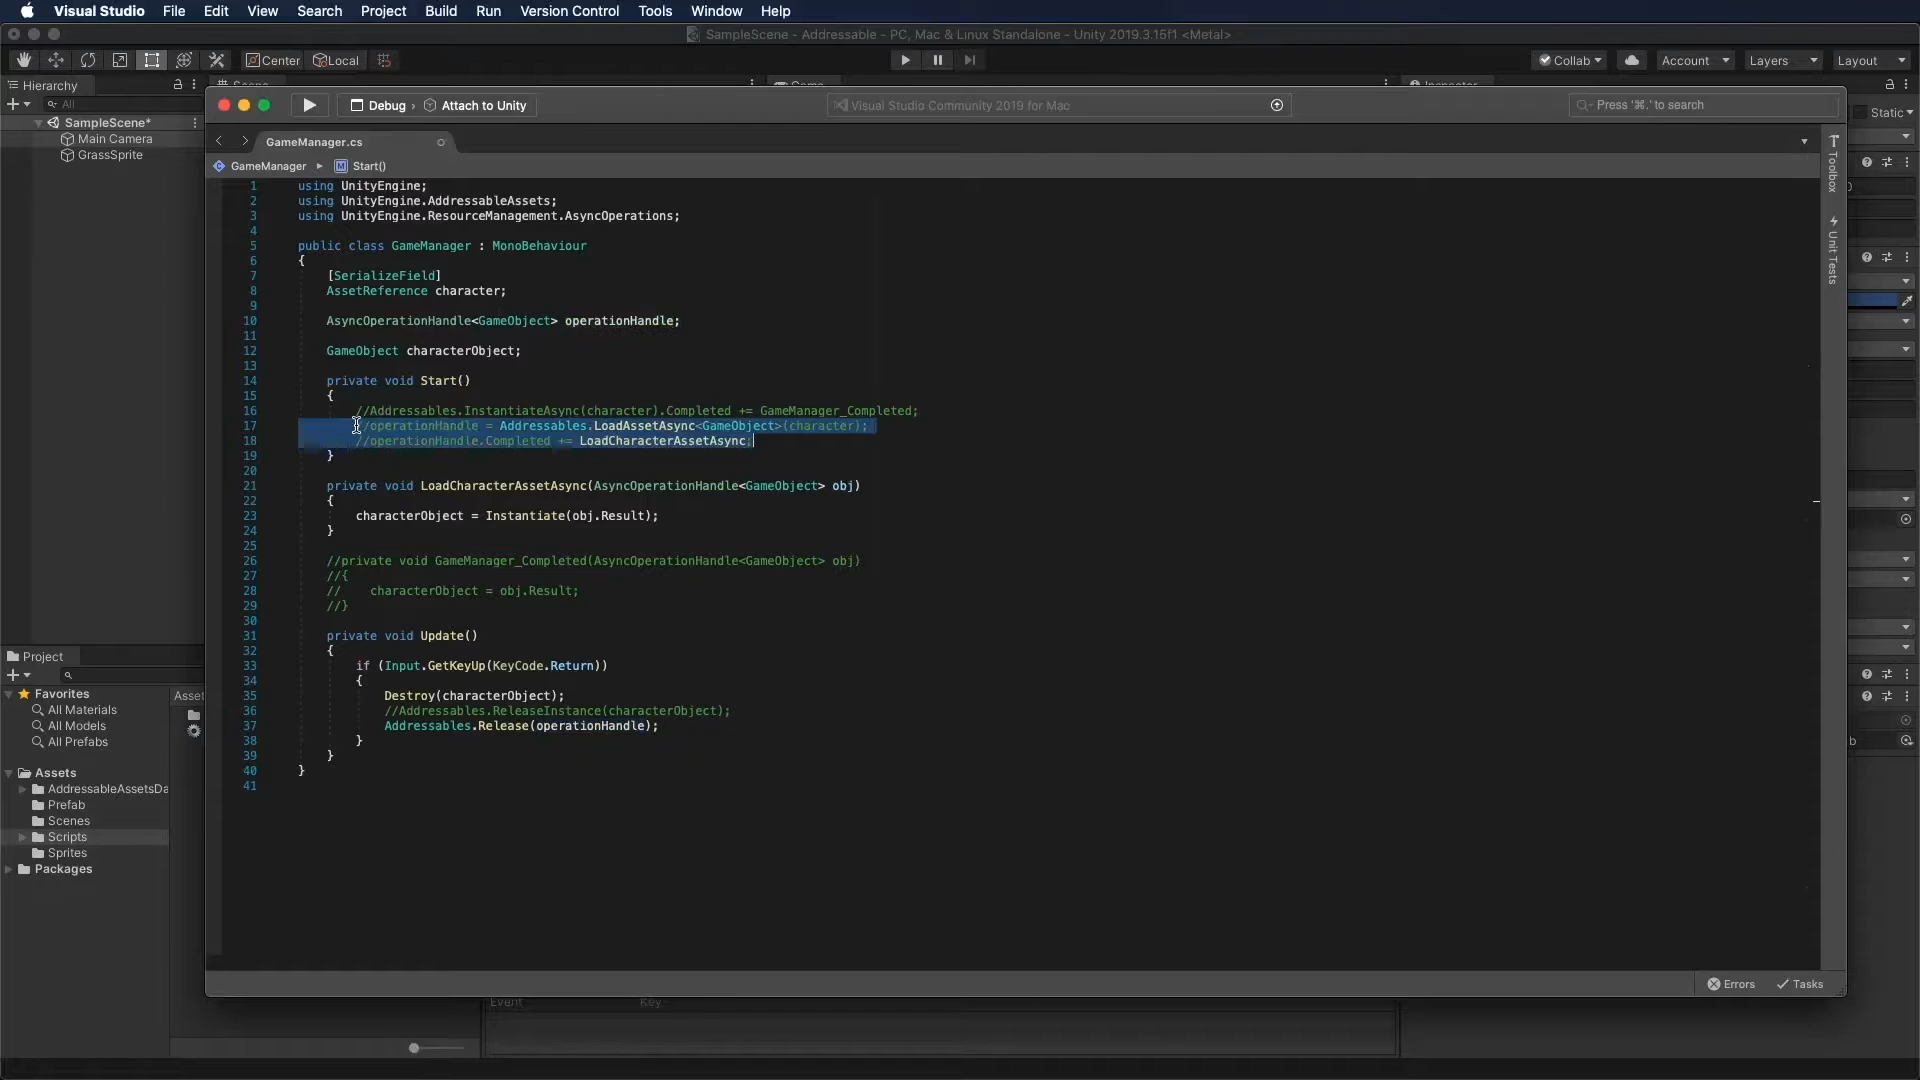 Visual Studio File Edit View Search Project Build Run Version Control Tools Window Help
SampleScene - Addressable - PC, Mac & Linux Standalone - Unity 2019.3.15f1 <Metal>
Center Local Collab Account Layers Layout
Hierarchy
All
SampleScene*
Main Camera
GrassSprite
Static
Debug › Attach to Unity
Visual Studio Community 2019 for Mac
Press '⌘.' to search
GameManager.cs
GameManager ▸ M Start()
Toolbox
Unit Tests
1 using UnityEngine;
2 using UnityEngine.AddressableAssets;
3 using UnityEngine.ResourceManagement.AsyncOperations;
4
5 public class GameManager : MonoBehaviour
6 {
7 [SerializeField]
8 AssetReference character;
9
10 AsyncOperationHandle<GameObject> operationHandle;
11
12 GameObject characterObject;
13
14 private void Start()
15 {
16 //Addressables.InstantiateAsync(character).Completed += GameManager_Completed;
17 //operationHandle = Addressables.LoadAssetAsync<GameObject>(character);
18 //operationHandle.Completed += LoadCharacterAssetAsync;
19 }
20
21 private void LoadCharacterAssetAsync(AsyncOperationHandle<GameObject> obj)
22 {
23 characterObject = Instantiate(obj.Result);
24 }
25
26 //private void GameManager_Completed(AsyncOperationHandle<GameObject> obj)
27 //{
28 //    characterObject = obj.Result;
29 //}
30
31 private void Update()
32 {
33 if (Input.GetKeyUp(KeyCode.Return))
34 {
35 Destroy(characterObject);
36 //Addressables.ReleaseInstance(characterObject);
37 Addressables.Release(operationHandle);
38 }
39 }
40 }
41
Project
Favorites
All Materials
All Models
All Prefabs
Assets
AddressableAssetsDa
Prefab
Scenes
Scripts
Sprites
Packages
Asset
Errors Tasks
Event Key